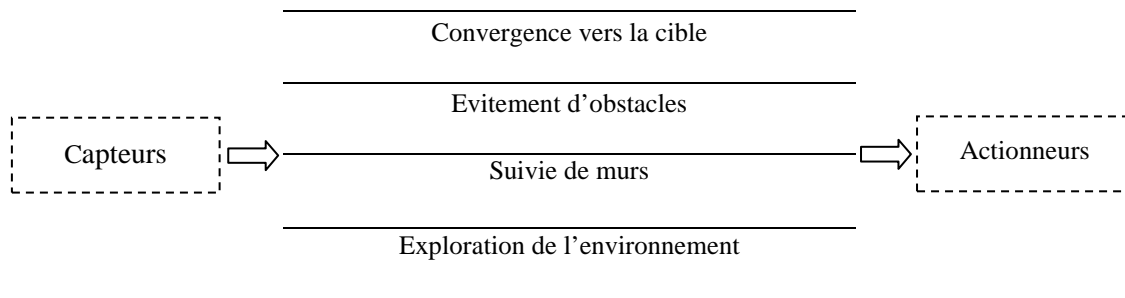 Convergence vers la cible
Evitement d’obstacles
Capteurs
Suivie de murs
Actionneurs
Exploration de l’environnement